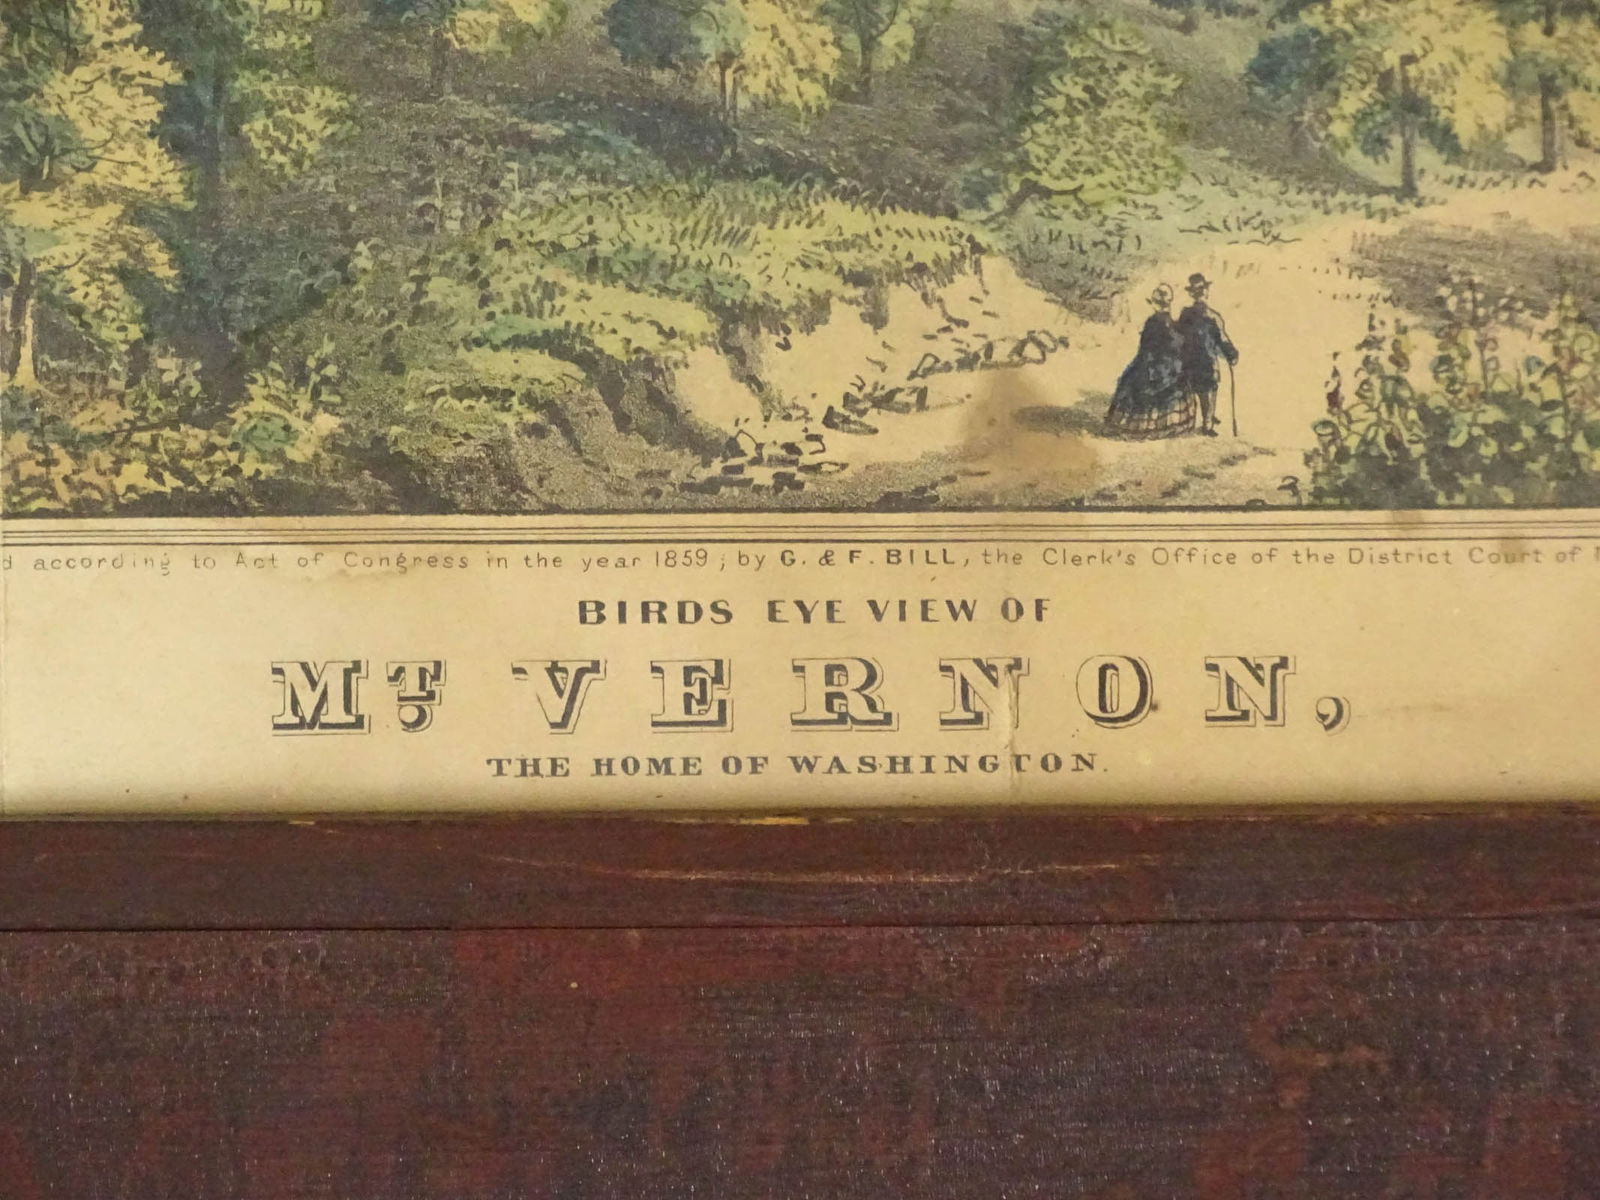 according to Act of Congress in the year 1859; by G. & F. BILL, the Clerk's Office of the District Court of
BIRDS EYE VIEW OF
MT. VERNON,
THE HOME OF WASHINGTON.